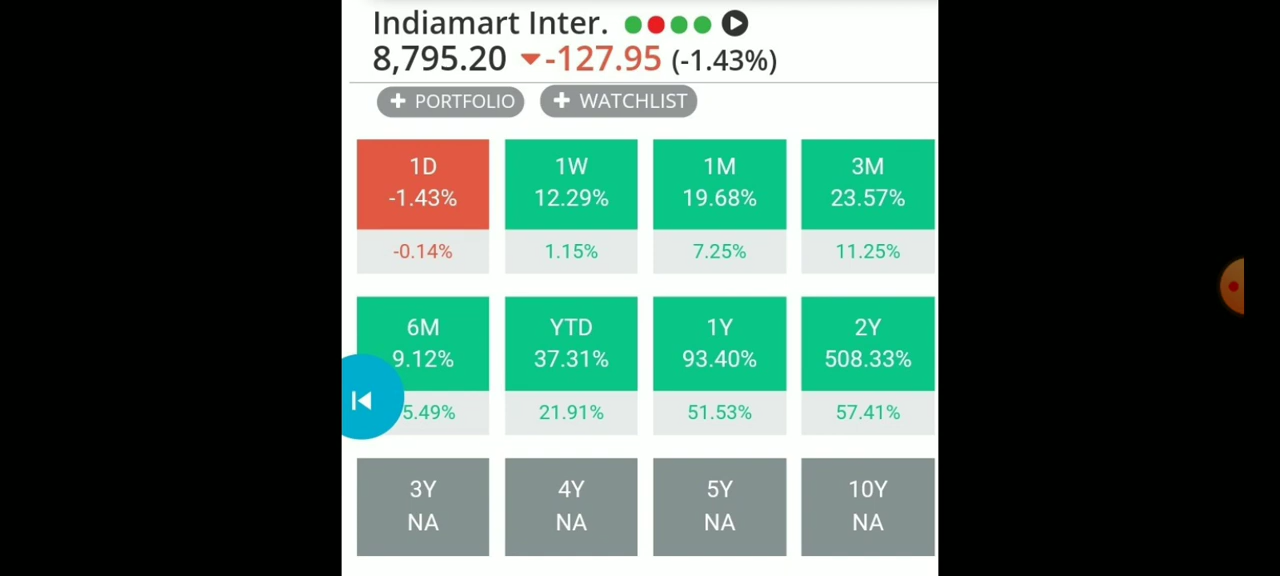 Indiamart Inter.
8,795.20 -127.95 (-1.43%)
+ PORTFOLIO + WATCHLIST
1D 1W 1M 3M
-1.43% 12.29% 19.68% 23.57%
-0.14% 1.15% 7.25% 11.25%
6M YTD 1Y 2Y
9.12% 37.31% 93.40% 508.33%
5.49% 21.91% 51.53% 57.41%
3Y 4Y 5Y 10Y
NA NA NA NA